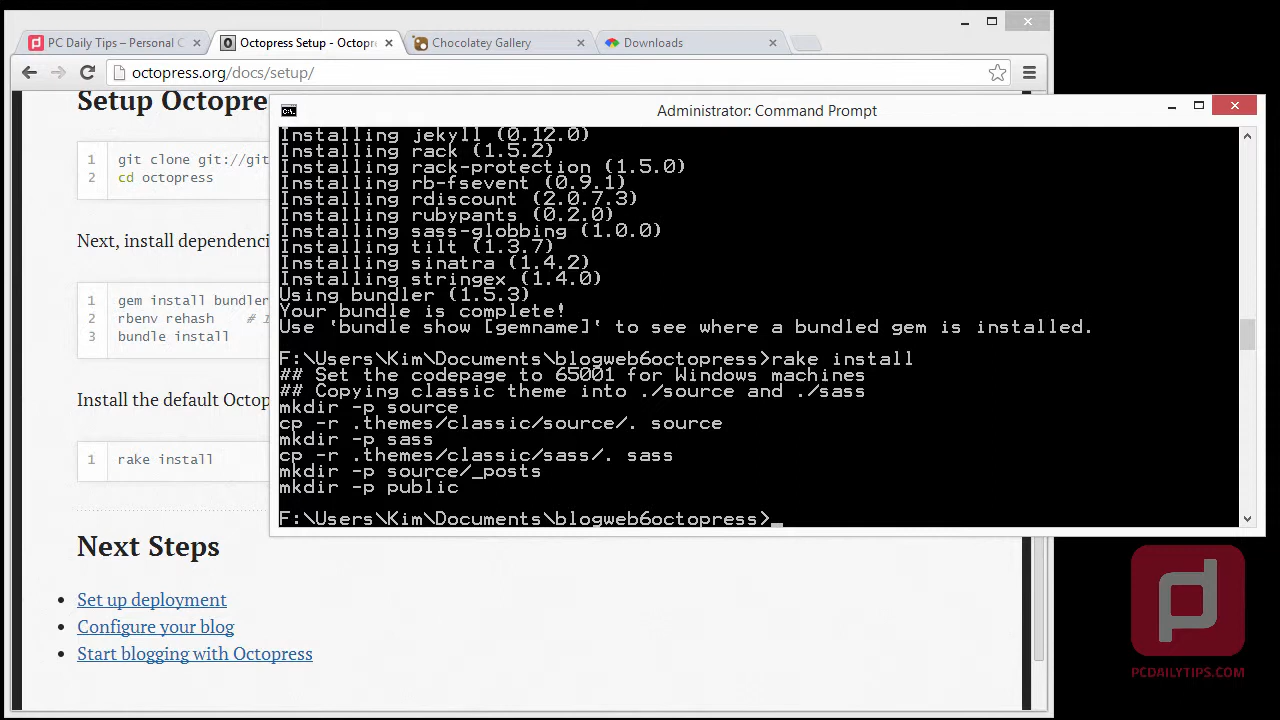 PC Daily Tips – Personal C
Octopress Setup - Octopr
Chocolatey Gallery
Downloads
octopress.org/docs/setup/
Setup Octopre
1 git clone git://git
2 cd octopress
Next, install dependenci
1 gem install bundler
2 rbenv rehash #
3 bundle install
Install the default Octop
1 rake install
Next Steps
Set up deployment
Configure your blog
Start blogging with Octopress
Administrator: Command Prompt
Installing jekyll (0.12.0)
Installing rack (1.5.2)
Installing rack-protection (1.5.0)
Installing rb-fsevent (0.9.1)
Installing rdiscount (2.0.7.3)
Installing rubypants (0.2.0)
Installing sass-globbing (1.0.0)
Installing tilt (1.3.7)
Installing sinatra (1.4.2)
Installing stringex (1.4.0)
Using bundler (1.5.3)
Your bundle is complete!
Use 'bundle show [gemname]' to see where a bundled gem is installed.
F:\Users\Kim\Documents\blogweb6octopress>rake install
## Set the codepage to 65001 for Windows machines
## Copying classic theme into ./source and ./sass
mkdir -p source
cp -r .themes/classic/source/. source
mkdir -p sass
cp -r .themes/classic/sass/. sass
mkdir -p source/_posts
mkdir -p public
F:\Users\Kim\Documents\blogweb6octopress>_
PCDAILYTIPS.COM